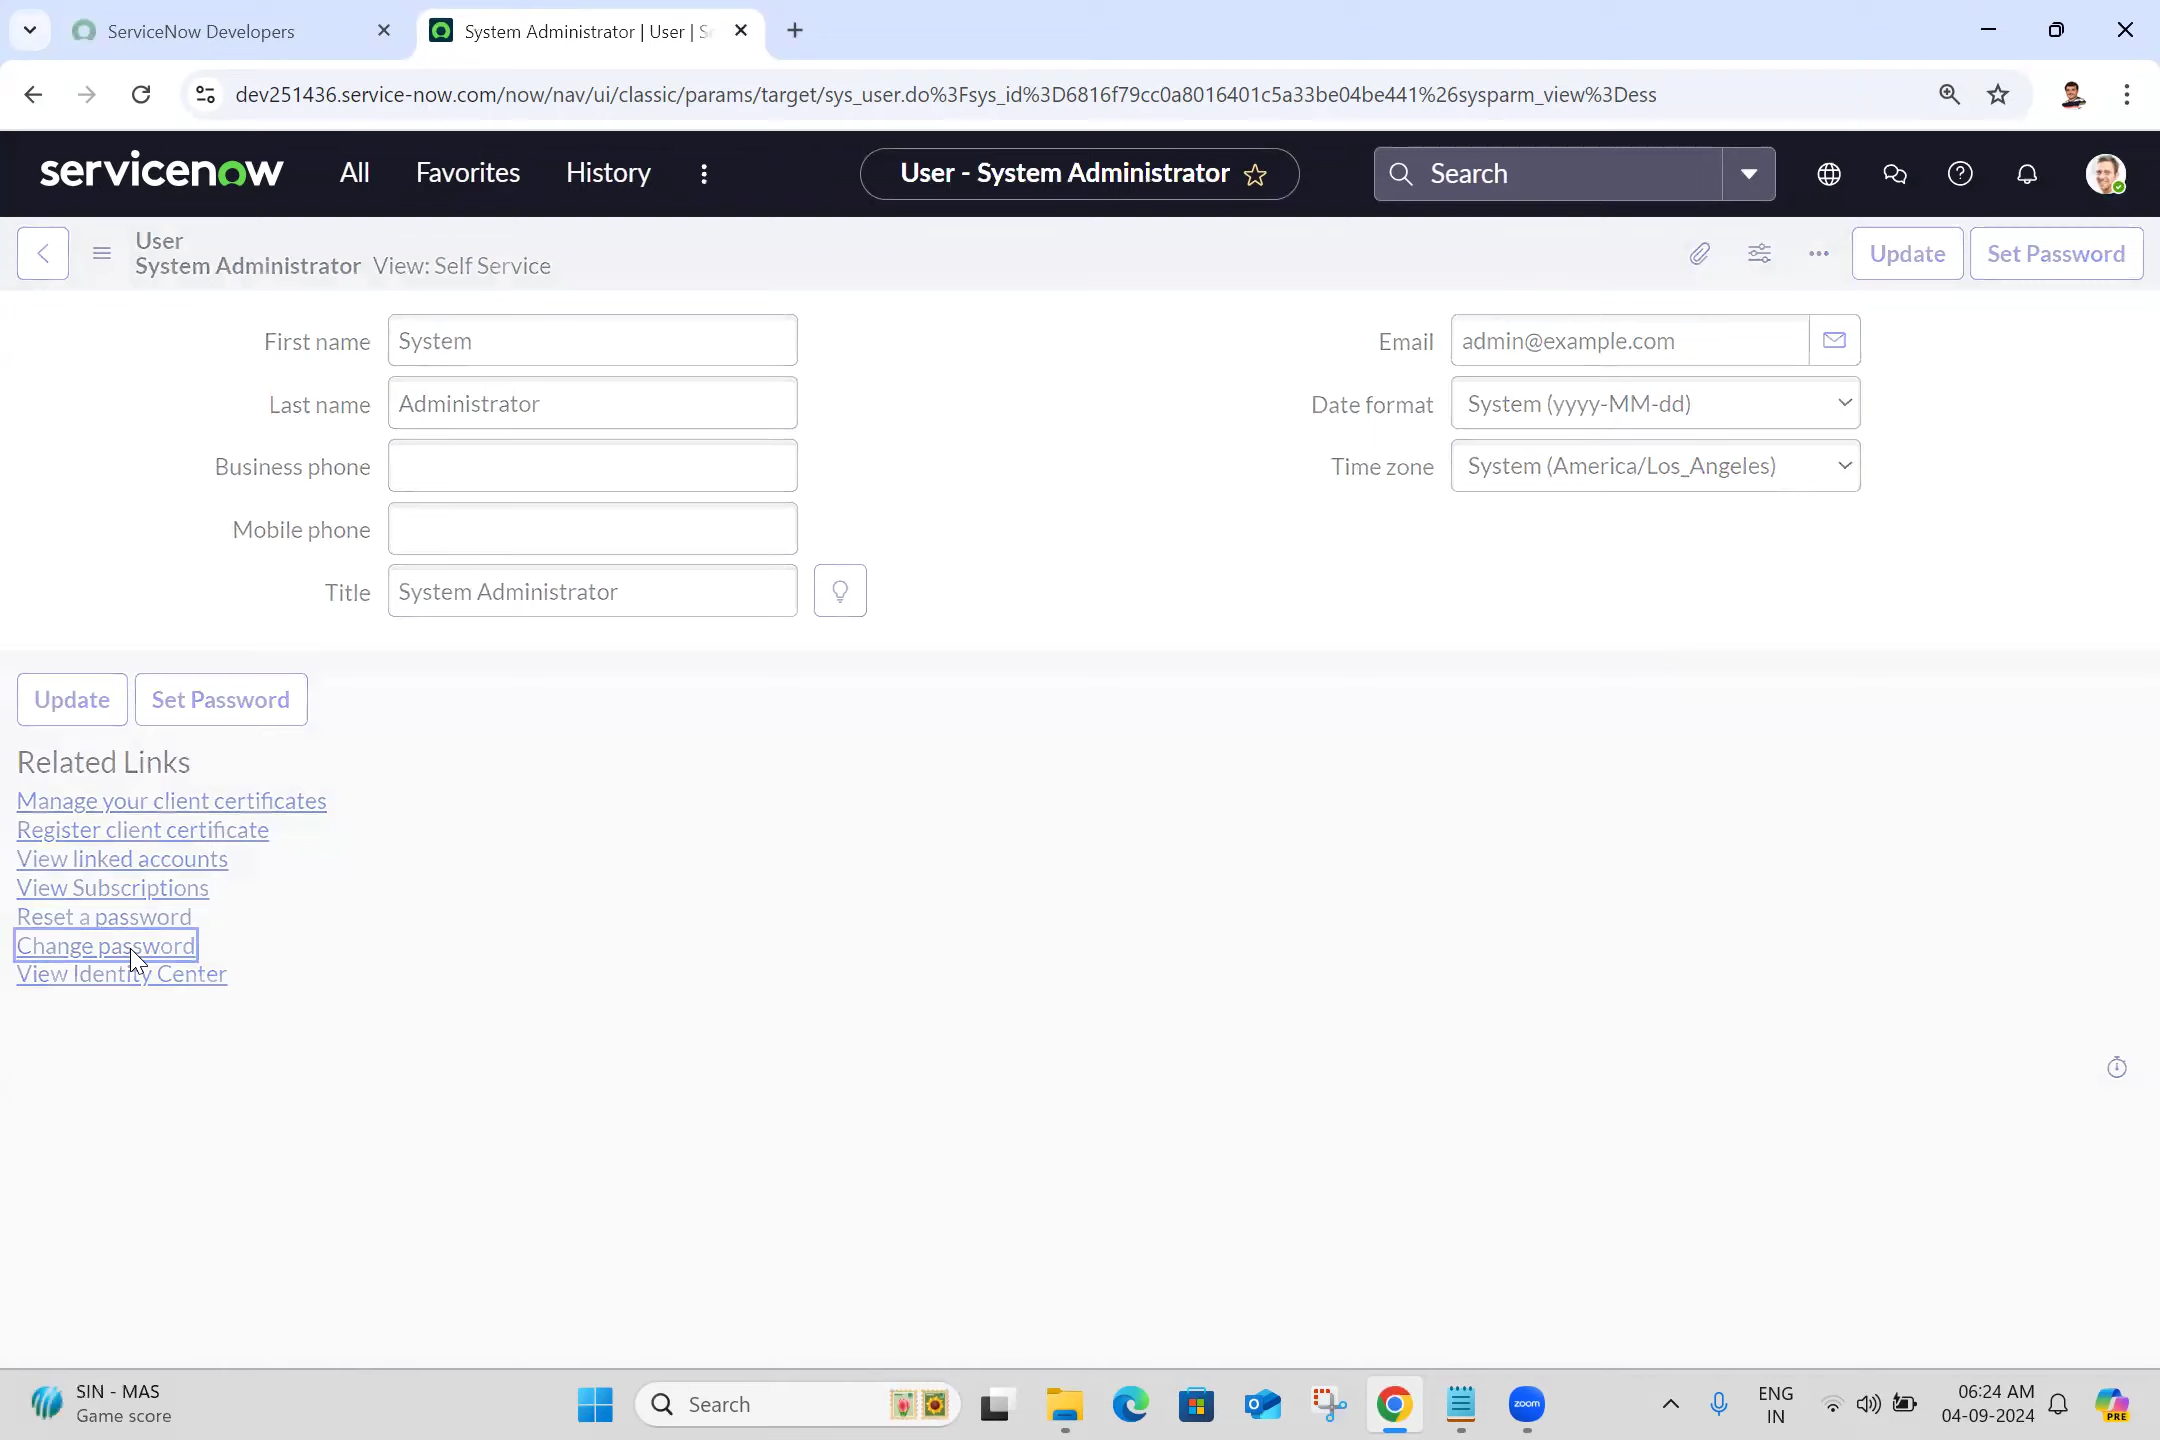 ServiceNow Developers
System Administrator | User | S
dev251436.service-now.com/now/nav/ui/classic/params/target/sys_user.do%3Fsys_id%3D6816f79cc0a8016401c5a33be04be441%26sysparm_view%3Dess
servicenow
All
Favorites
History
User - System Administrator
Search
User
System Administrator View: Self Service
Update
Set Password
First name
System
Last name
Administrator
Business phone
Mobile phone
Title
System Administrator
Email
admin@example.com
Date format
System (yyyy-MM-dd)
Time zone
System (America/Los_Angeles)
Update
Set Password
Related Links
Manage your client certificates
Register client certificate
View linked accounts
View Subscriptions
Reset a password
Change password
View Identity Center
SIN - MAS
Game score
Search
zoom
ENG
IN
06:24 AM
04-09-2024
PRE